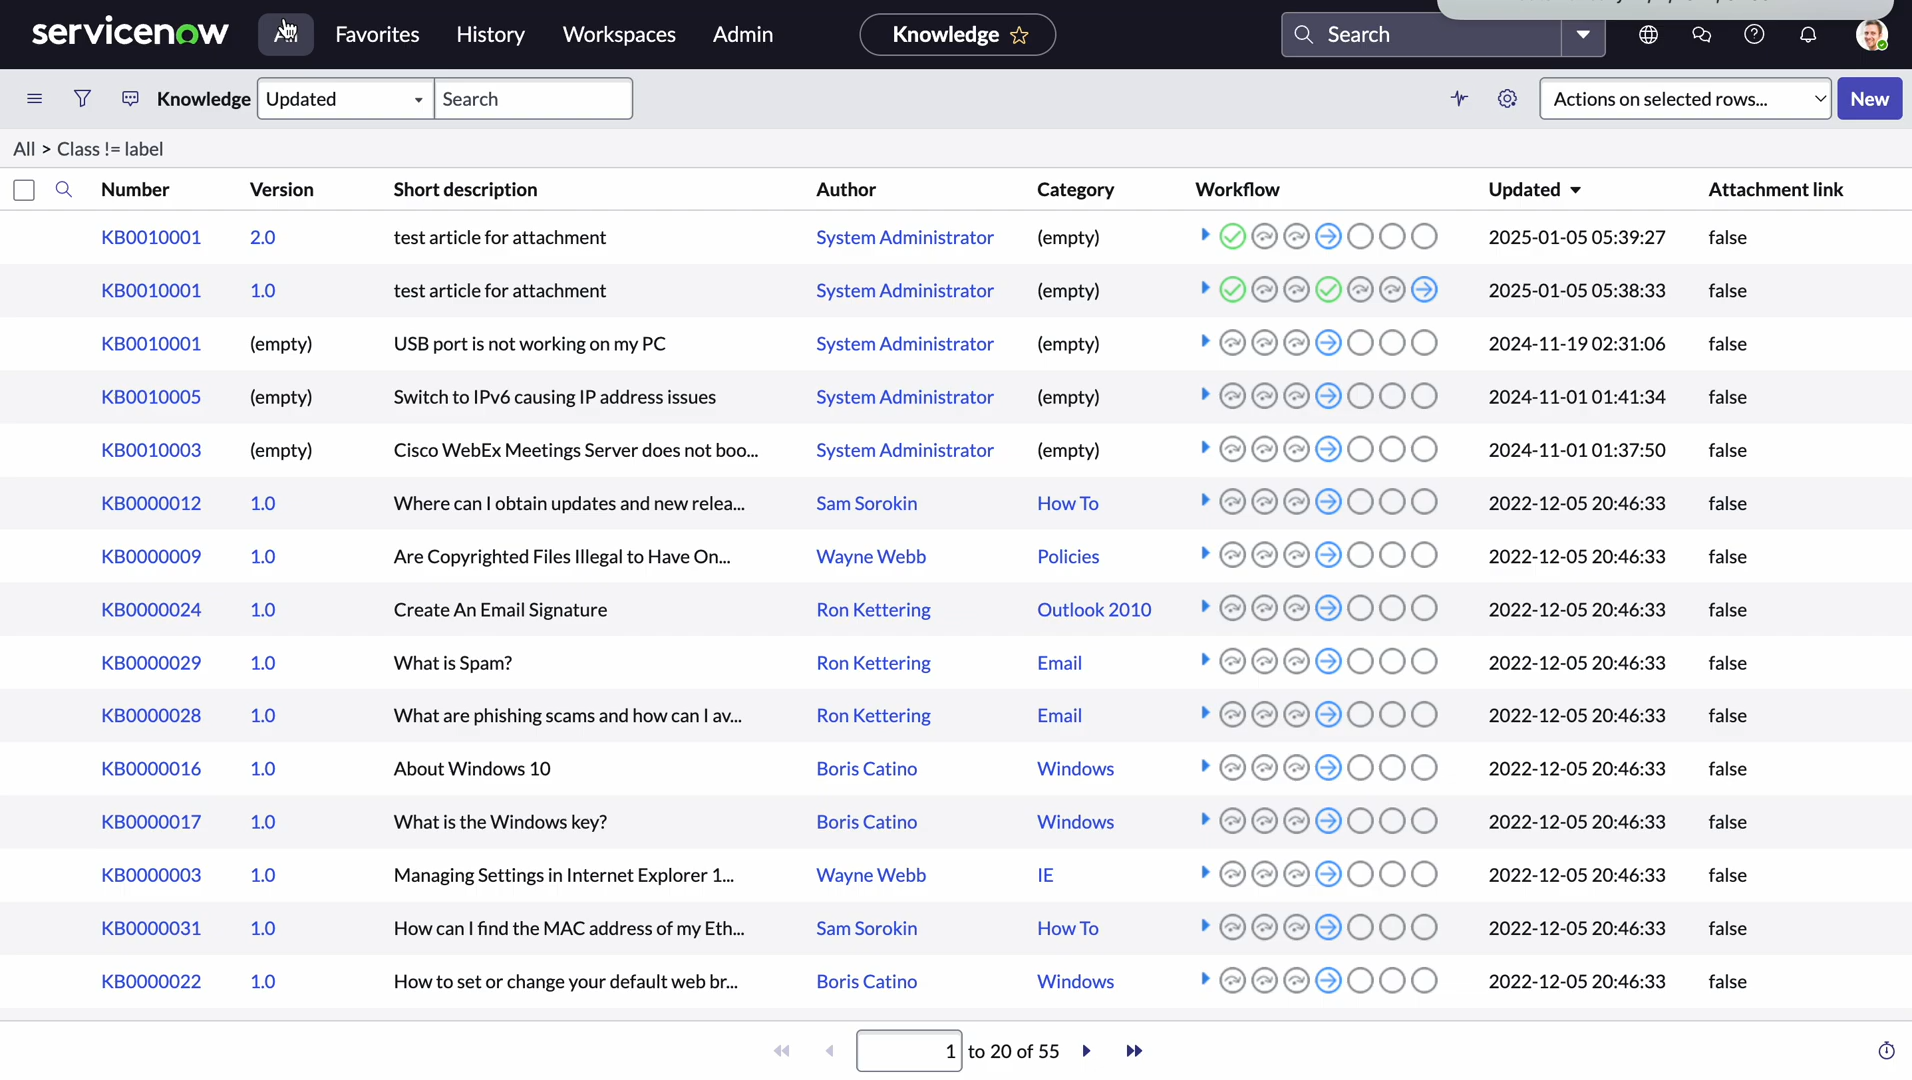 servicenow All Favorites History Workspaces Admin Knowledge Search
Knowledge Updated Search Actions on selected rows... New
All > Class != label
Number Version Short description Author Category Workflow Updated Attachment link
KB0010001 2.0 test article for attachment System Administrator (empty) 2025-01-05 05:39:27 false
KB0010001 1.0 test article for attachment System Administrator (empty) 2025-01-05 05:38:33 false
KB0010001 (empty) USB port is not working on my PC System Administrator (empty) 2024-11-19 02:31:06 false
KB0010005 (empty) Switch to IPv6 causing IP address issues System Administrator (empty) 2024-11-01 01:41:34 false
KB0010003 (empty) Cisco WebEx Meetings Server does not boo... System Administrator (empty) 2024-11-01 01:37:50 false
KB0000012 1.0 Where can I obtain updates and new relea... Sam Sorokin How To 2022-12-05 20:46:33 false
KB0000009 1.0 Are Copyrighted Files Illegal to Have On... Wayne Webb Policies 2022-12-05 20:46:33 false
KB0000024 1.0 Create An Email Signature Ron Kettering Outlook 2010 2022-12-05 20:46:33 false
KB0000029 1.0 What is Spam? Ron Kettering Email 2022-12-05 20:46:33 false
KB0000028 1.0 What are phishing scams and how can I av... Ron Kettering Email 2022-12-05 20:46:33 false
KB0000016 1.0 About Windows 10 Boris Catino Windows 2022-12-05 20:46:33 false
KB0000017 1.0 What is the Windows key? Boris Catino Windows 2022-12-05 20:46:33 false
KB0000003 1.0 Managing Settings in Internet Explorer 1... Wayne Webb IE 2022-12-05 20:46:33 false
KB0000031 1.0 How can I find the MAC address of my Eth... Sam Sorokin How To 2022-12-05 20:46:33 false
KB0000022 1.0 How to set or change your default web br... Boris Catino Windows 2022-12-05 20:46:33 false
1 to 20 of 55